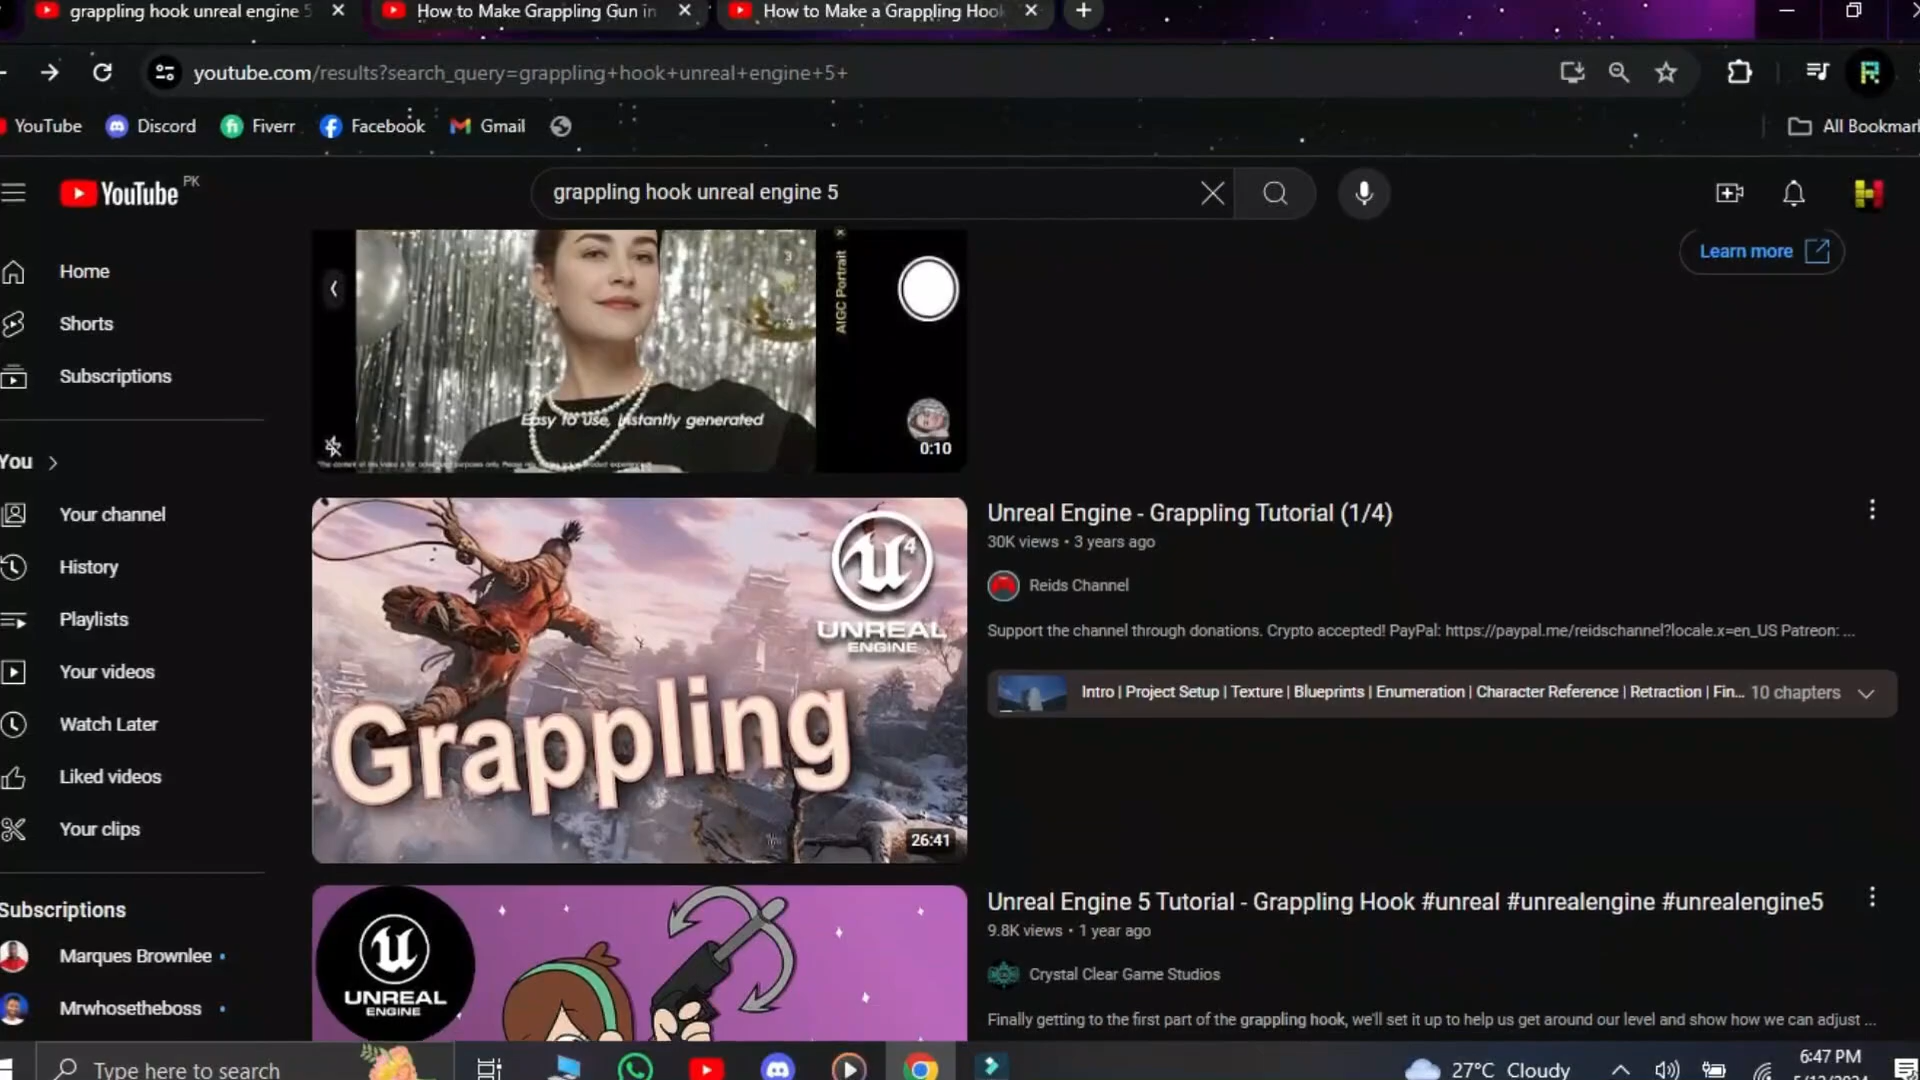 grappling hook unreal engine 5
How to Make Grappling Gun in
How to Make a Grappling Hook
youtube.com/results?search_query=grappling+hook+unreal+engine+5+
YouTube
Discord
Fiverr
Facebook
Gmail
All Bookmar
YouTube PK
grappling hook unreal engine 5
Learn more
Home
Shorts
Subscriptions
You
Your channel
History
Playlists
Your videos
Watch Later
Liked videos
Your clips
Subscriptions
Marques Brownlee
Mrwhosetheboss
AIGC Portrait
Easy to use, instantly generated
0:10
4
UNREAL
ENGINE
Grappling
26:41
Unreal Engine - Grappling Tutorial (1/4)
30K views • 3 years ago
Reids Channel
Support the channel through donations. Crypto accepted! PayPal: https://paypal.me/reidschannel?locale.x=en_US Patreon: ...
Intro | Project Setup | Texture | Blueprints | Enumeration | Character Reference | Retraction | Fin... 10 chapters
UNREAL
ENGINE
Unreal Engine 5 Tutorial - Grappling Hook #unreal #unrealengine #unrealengine5
9.8K views • 1 year ago
Crystal Clear Game Studios
Finally getting to the first part of the grappling hook, we'll set it up to help us get around our level and show how we can adjust ...
Type here to search
27°C Cloudy
6:47 PM